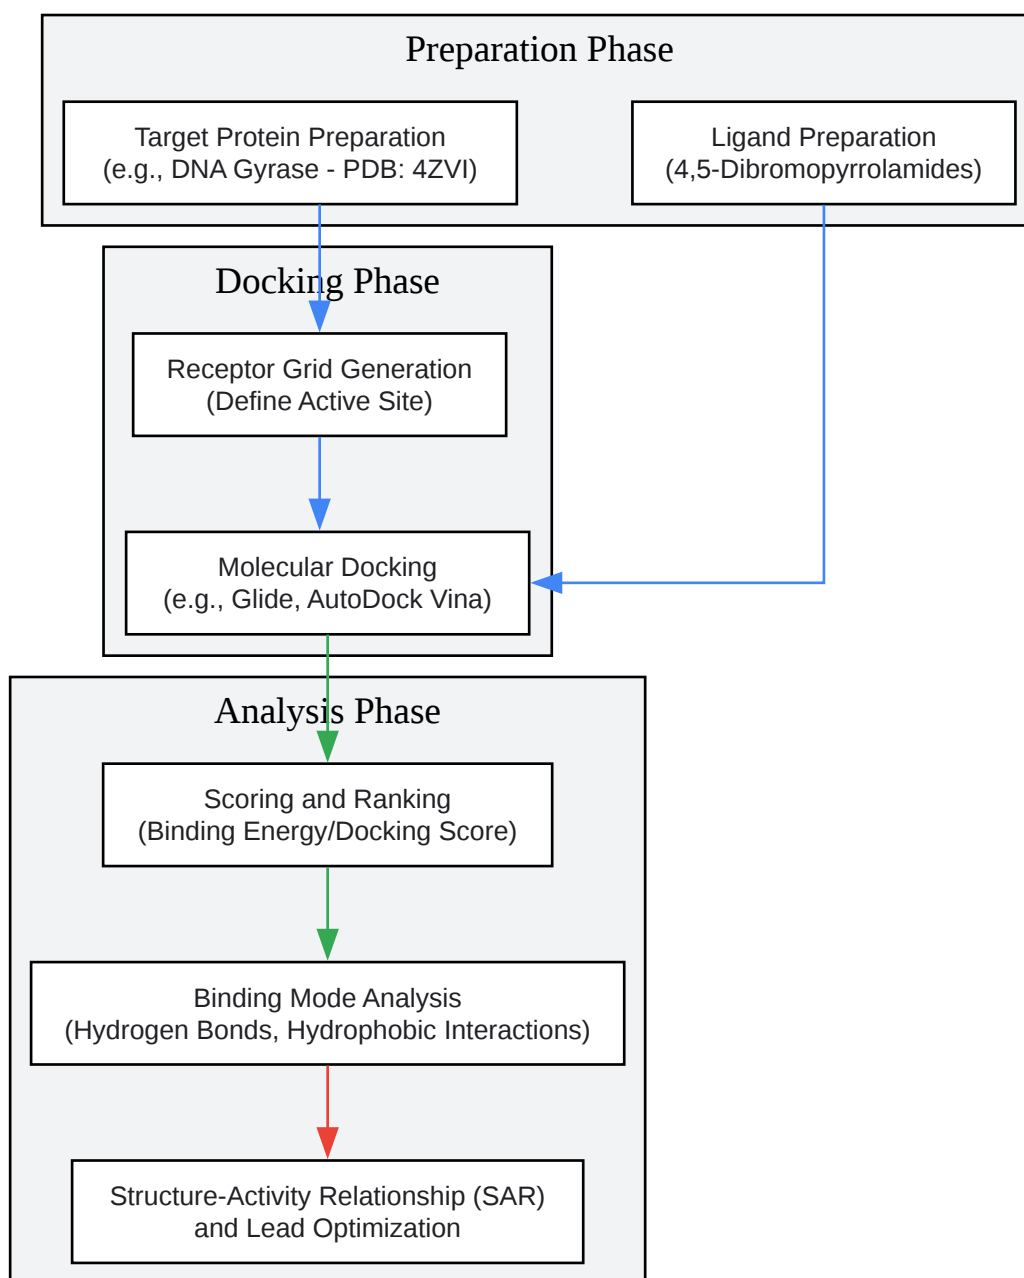 Preparation Phase
Target Protein Preparation
(e.g., DNA Gyrase - PDB: 4ZVI)
Ligand Preparation
(4,5-Dibromopyrrolamides)
Docking Phase
Receptor Grid Generation
(Define Active Site)
Molecular Docking
(e.g., Glide, AutoDock Vina)
Analysis Phase
Scoring and Ranking
(Binding Energy/Docking Score)
Binding Mode Analysis
(Hydrogen Bonds, Hydrophobic Interactions)
Structure-Activity Relationship (SAR)
and Lead Optimization